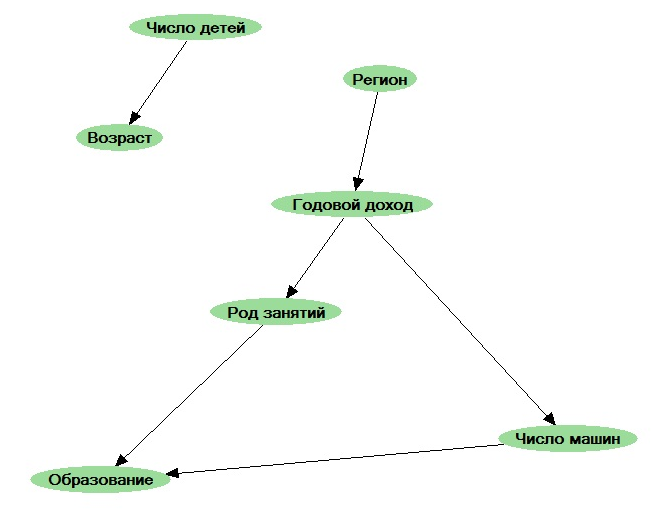 Число детей
Регион
Возраст
Годовой доход
Род занятий
Число машин
Образование